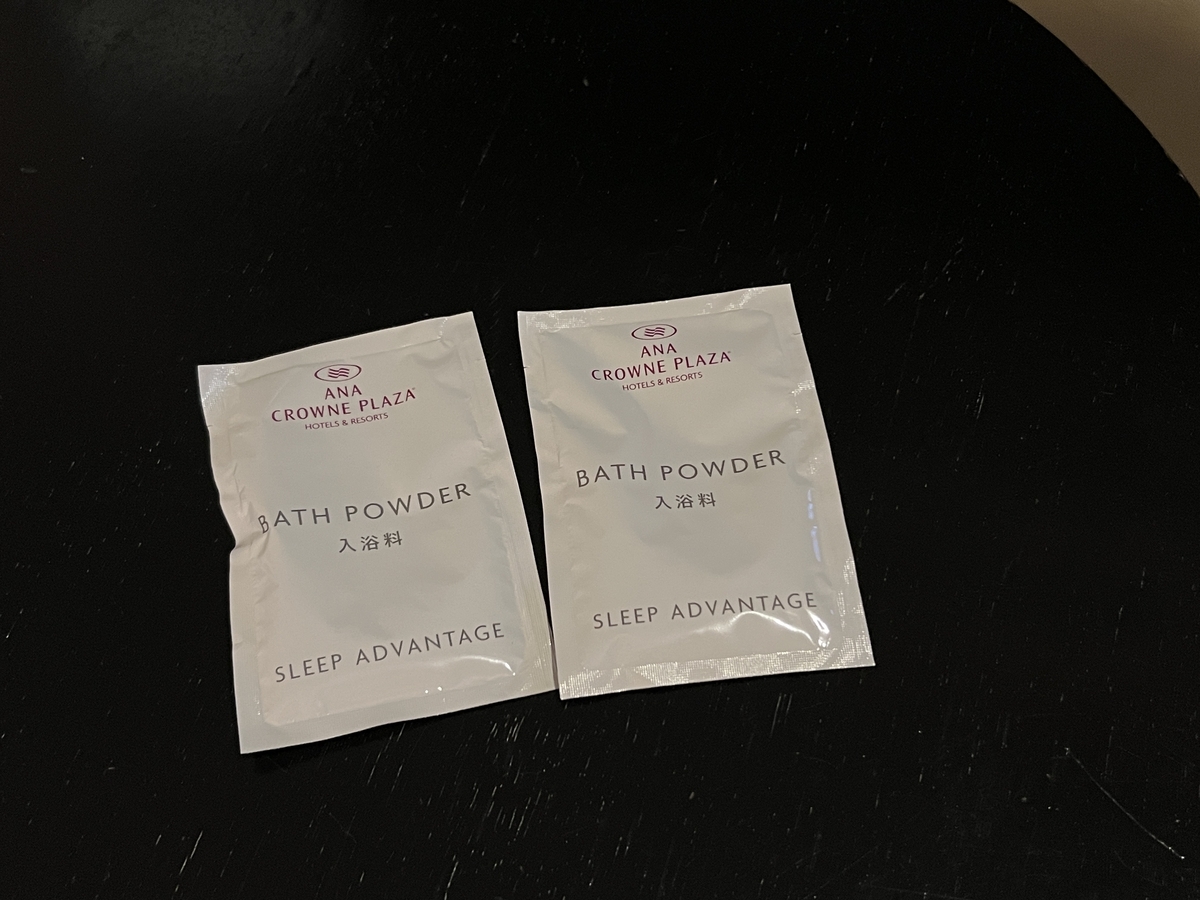 ANA
CROWNE PLAZA
HOTELS & RESORTS
BATH POWDER
入浴料
SLEEP ADVANTAGE
ANA
CROWNE PLAZA
HOTELS & RESORTS
BATH POWDER
入浴料
SLEEP ADVANTAGE